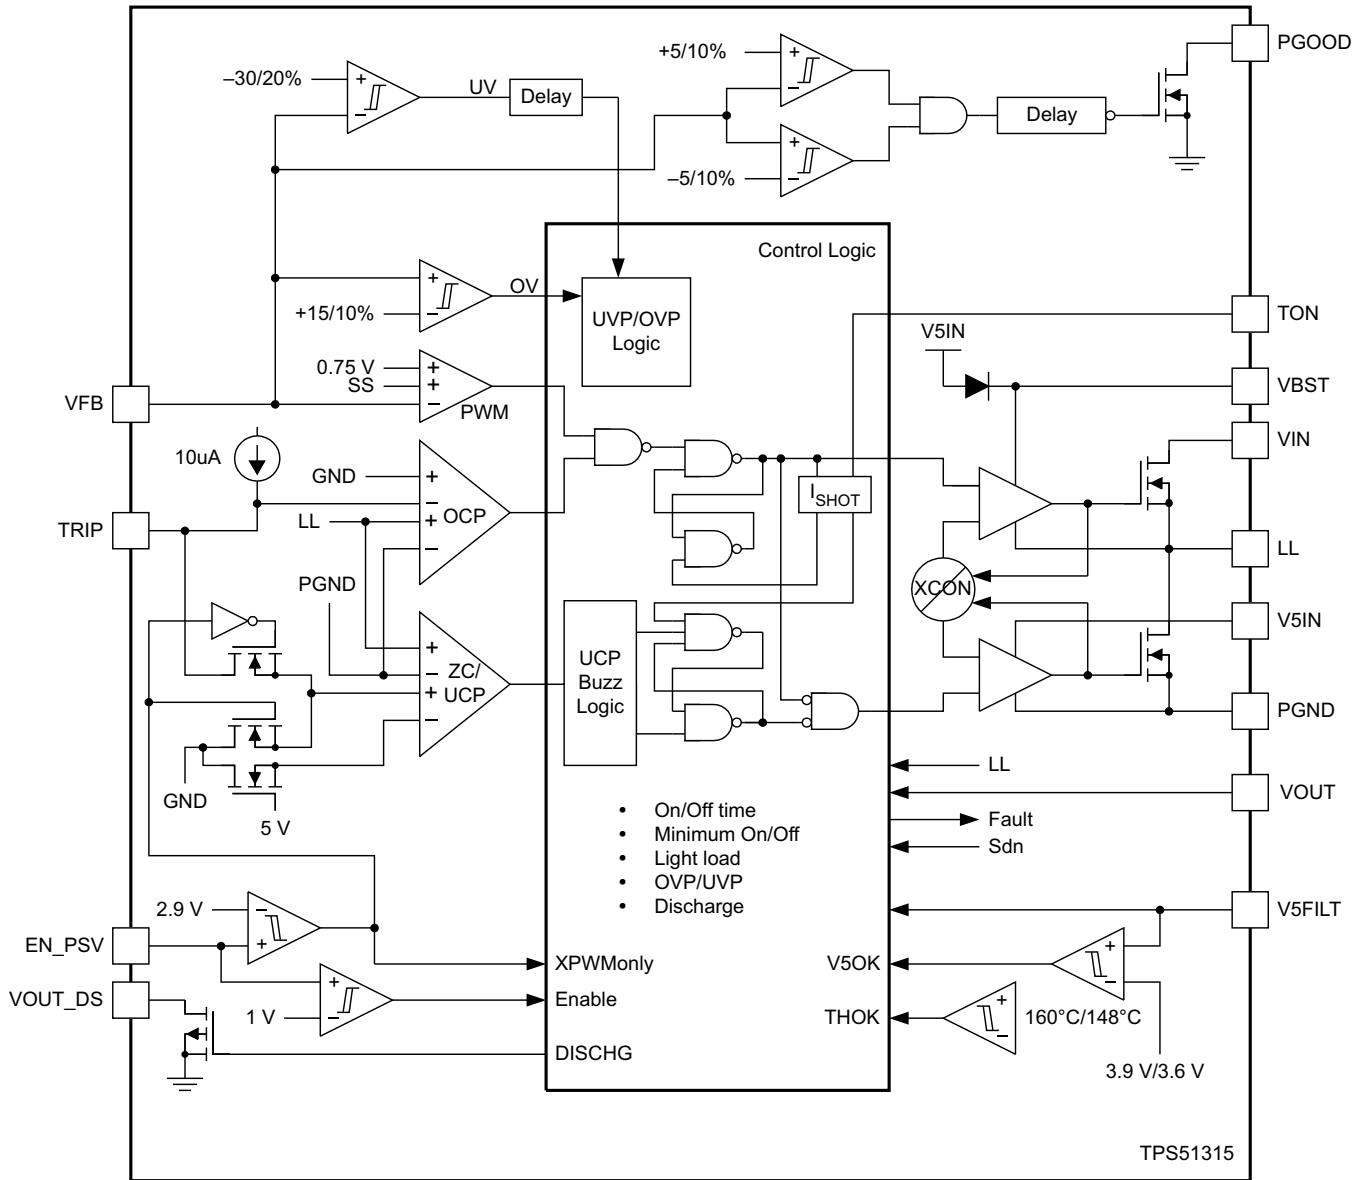 PGOOD
+5/10%
–30/20%
UV
Delay
Delay
–5/10%
Control Logic
+15/10%
OV
UVP/OVP
Logic
TON
V5IN
VBST
0.75 V
SS
PWM
VFB
VIN
10uA
GND
OCP
LL
TRIP
I SHOT
LL
PGND
XCON
V5IN
ZC/
UCP
UCP
Buzz
Logic
PGND
GND
5 V
LL
VOUT
Fault
Sdn
• On/Off time
• Minimum On/Off
• Light load
• OVP/UVP
• Discharge
2.9 V
V5FILT
EN_PSV
XPWMonly
V5OK
VOUT_DS
1 V
Enable
THOK
160°C/148°C
DISCHG
3.9 V/3.6 V
TPS51315